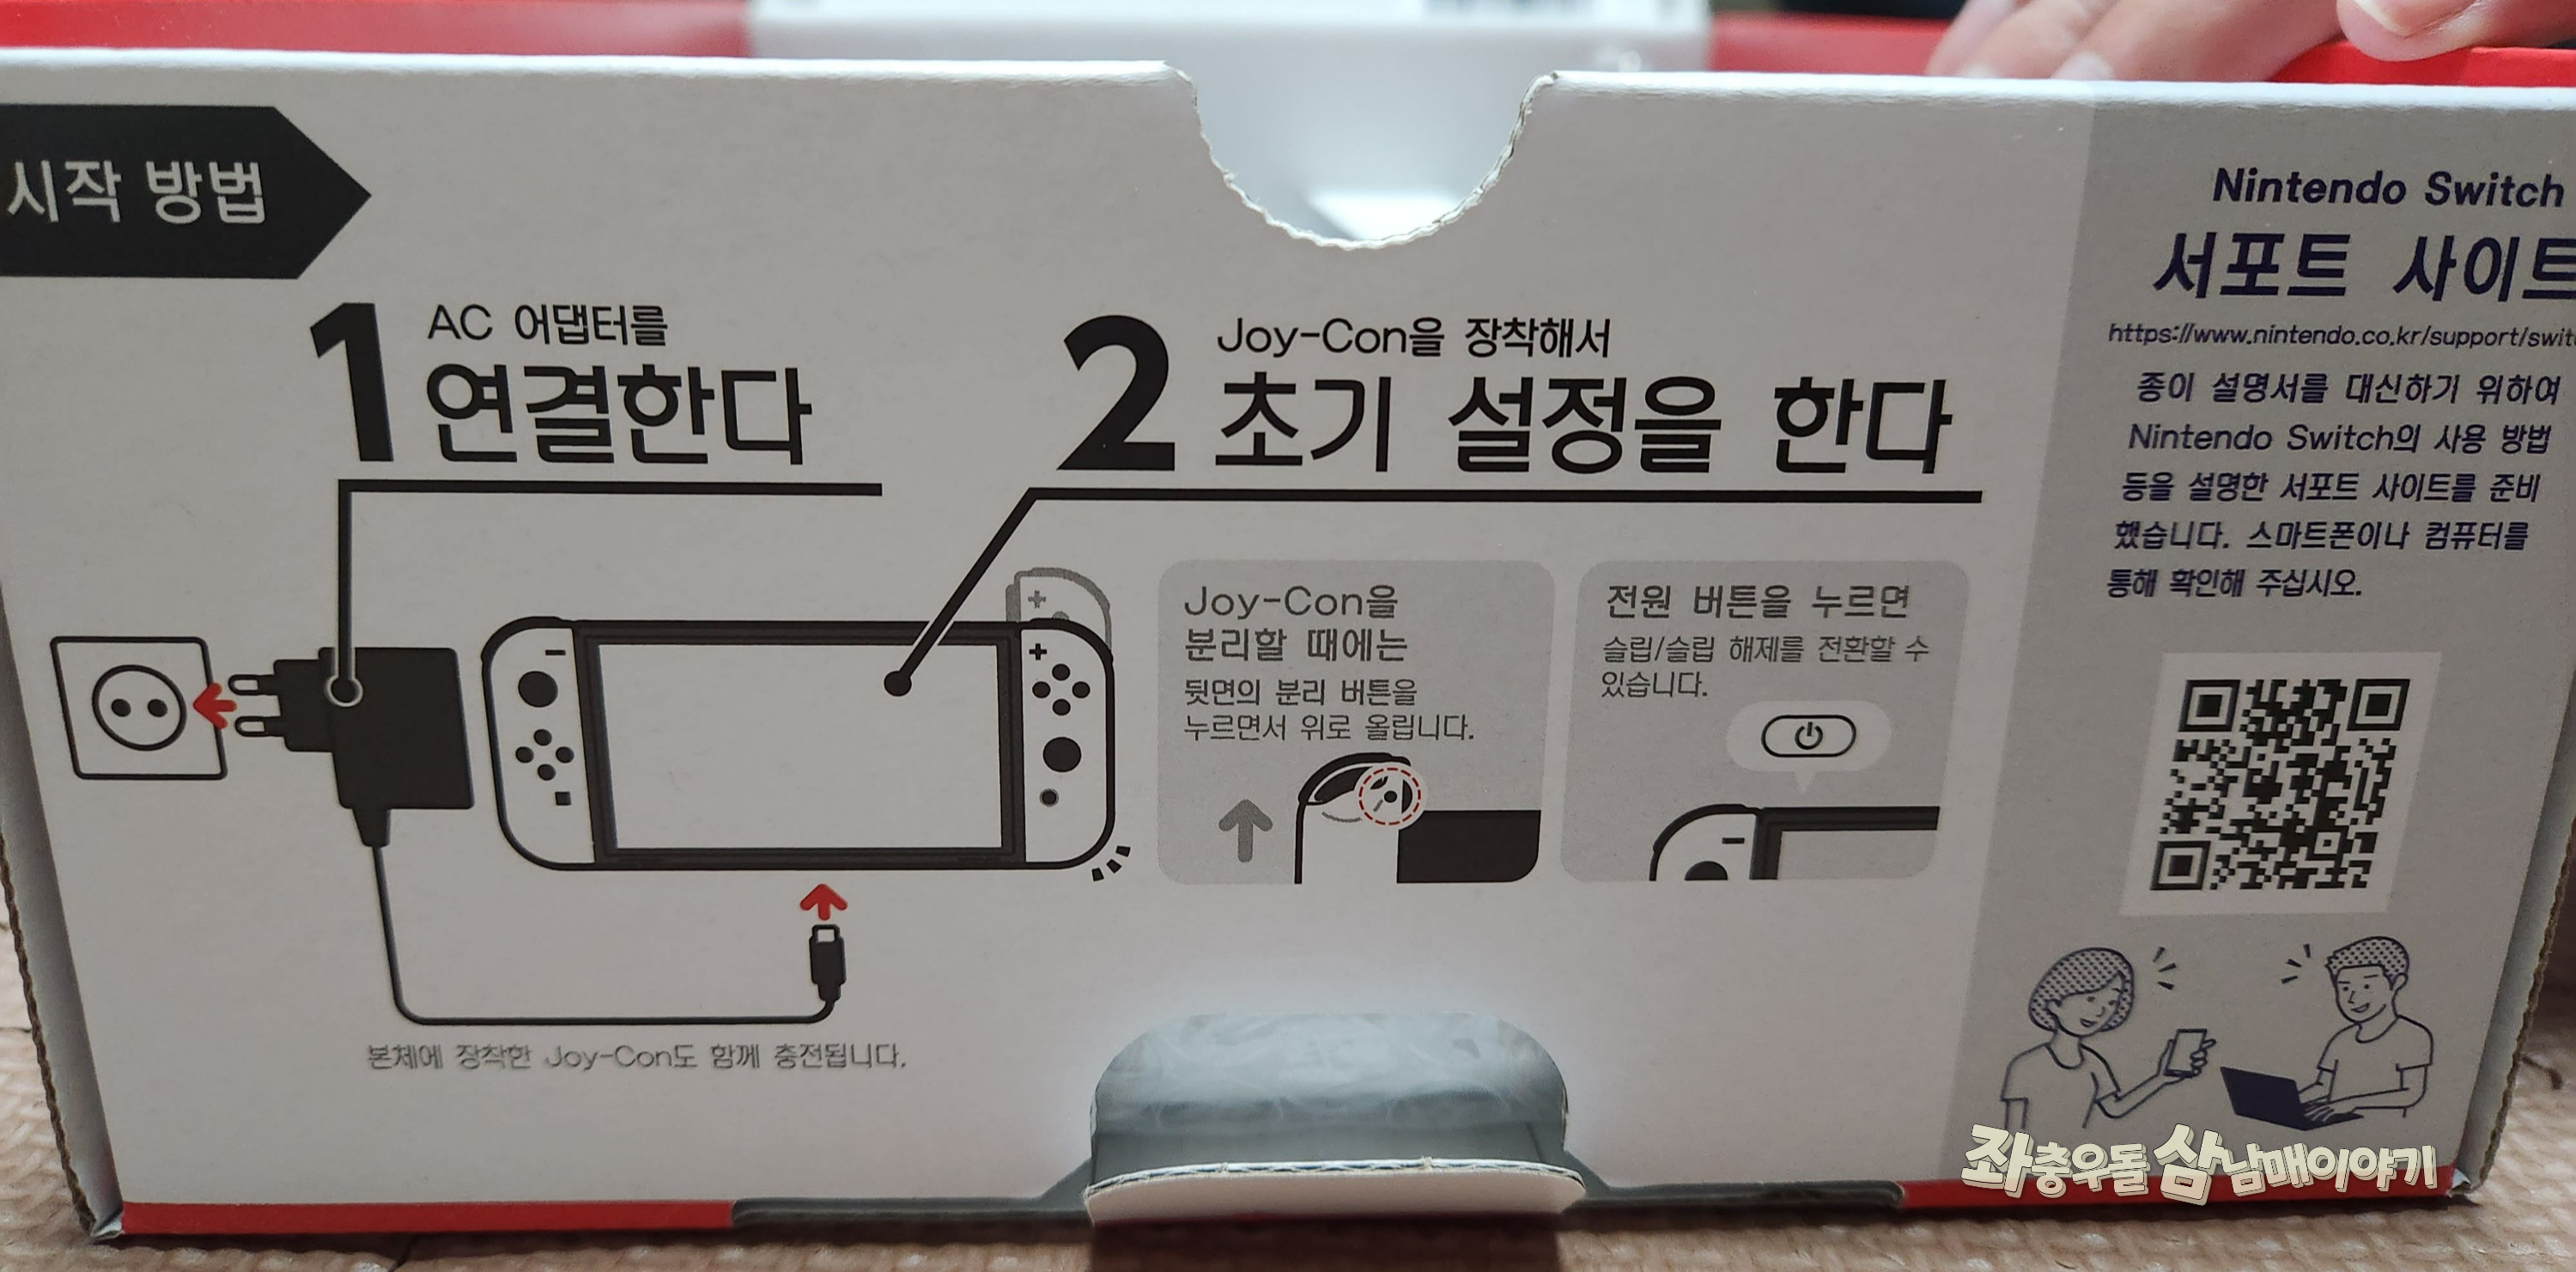 시작 방법
1 AC 어댑터를
연결한다
본체에 장착한 Joy-Con도 함께 충전됩니다.
2 Joy-Con을 장착해서
초기 설정을 한다
Joy-Con을
분리할 때에는
뒷면의 분리 버튼을
누르면서 위로 올립니다.
전원 버튼을 누르면
슬립/슬립 해제를 전환할 수
있습니다.
Nintendo Switch
서포트 사이트
https://www.nintendo.co.kr/support/swit
종이 설명서를 대신하기 위하여
Nintendo Switch의 사용 방법
등을 설명한 서포트 사이트를 준비
했습니다. 스마트폰이나 컴퓨터를
통해 확인해 주십시오.
좌충우돌 삼남매이야기